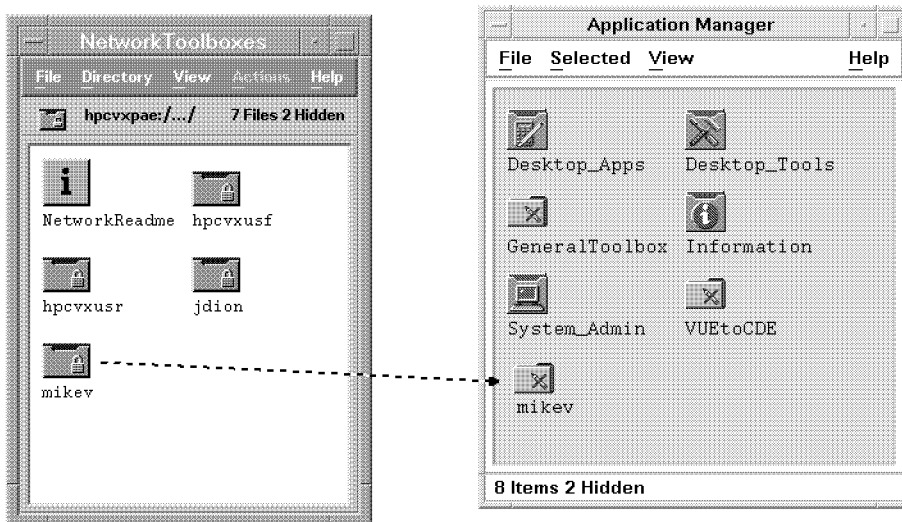 NetworkToolboxes
File Directory View Actions Help
hpcvxpae:/.../ 7 Files 2 Hidden
i
NetworkReadme hpcvxusf
hpcvxusr jdion
mikev
Application Manager
File Selected View Help
Desktop_Apps Desktop_Tools
i
GeneralToolbox Information
System_Admin VUEtoCDE
mikev
8 Items 2 Hidden